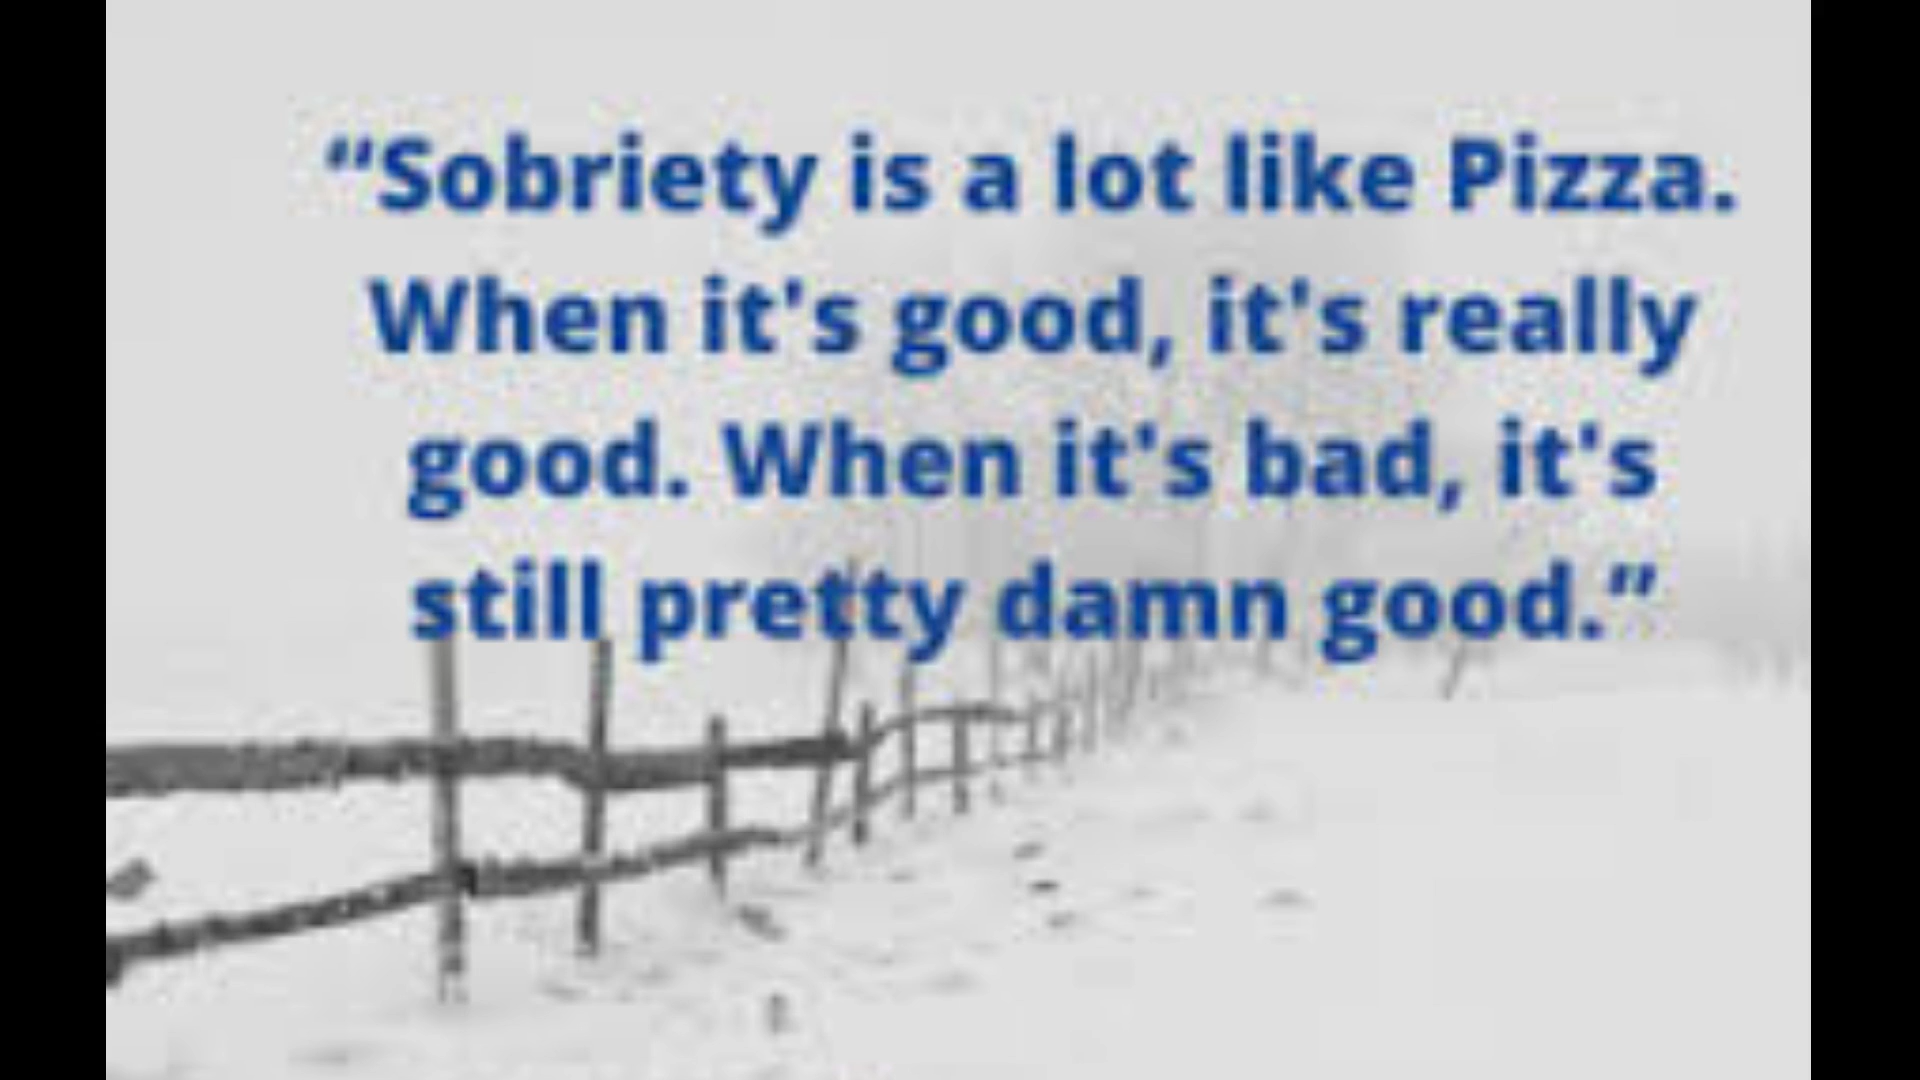 “Sobriety is a lot like Pizza.
When it's good, it's really
good. When it's bad, it's
still pretty damn good.”